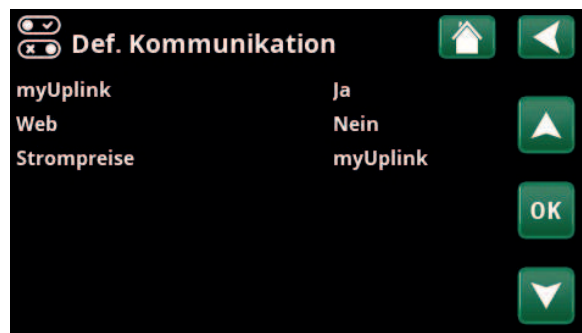 Def. Kommunikation
myUplink Ja
Web Nein
Strompreise myUplink
OK